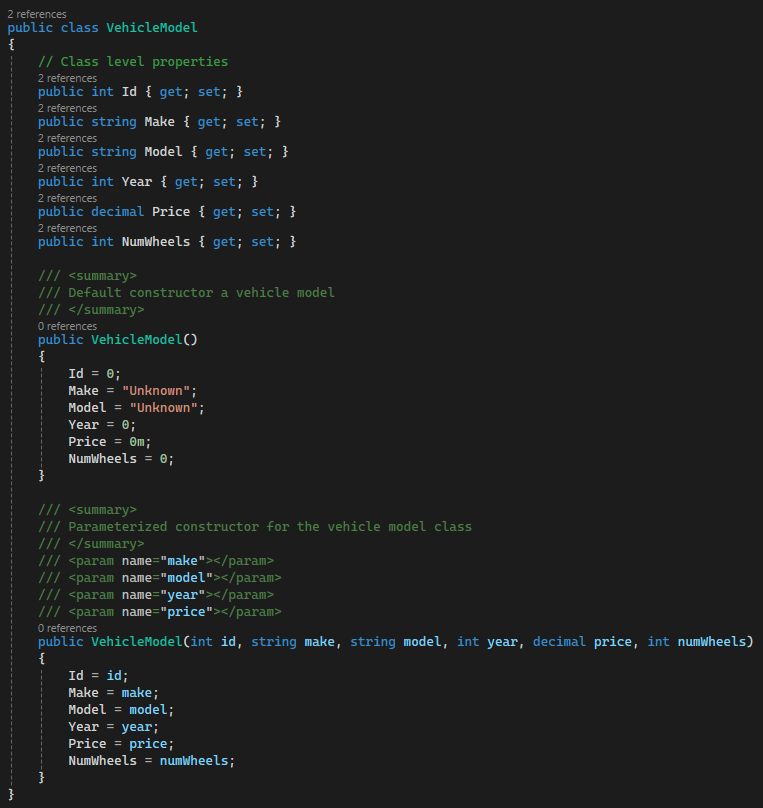 2 references
public class VehicleModel
{
    // Class level properties
    2 references
    public int Id { get; set; }
    2 references
    public string Make { get; set; }
    2 references
    public string Model { get; set; }
    2 references
    public int Year { get; set; }
    2 references
    public decimal Price { get; set; }
    2 references
    public int NumWheels { get; set; }

    /// <summary>
    /// Default constructor a vehicle model
    /// </summary>
    0 references
    public VehicleModel()
    {
        Id = 0;
        Make = "Unknown";
        Model = "Unknown";
        Year = 0;
        Price = 0m;
        NumWheels = 0;
    }

    /// <summary>
    /// Parameterized constructor for the vehicle model class
    /// </summary>
    /// <param name="make"></param>
    /// <param name="model"></param>
    /// <param name="year"></param>
    /// <param name="price"></param>
    0 references
    public VehicleModel(int id, string make, string model, int year, decimal price, int numWheels)
    {
        Id = id;
        Make = make;
        Model = model;
        Year = year;
        Price = price;
        NumWheels = numWheels;
    }
}